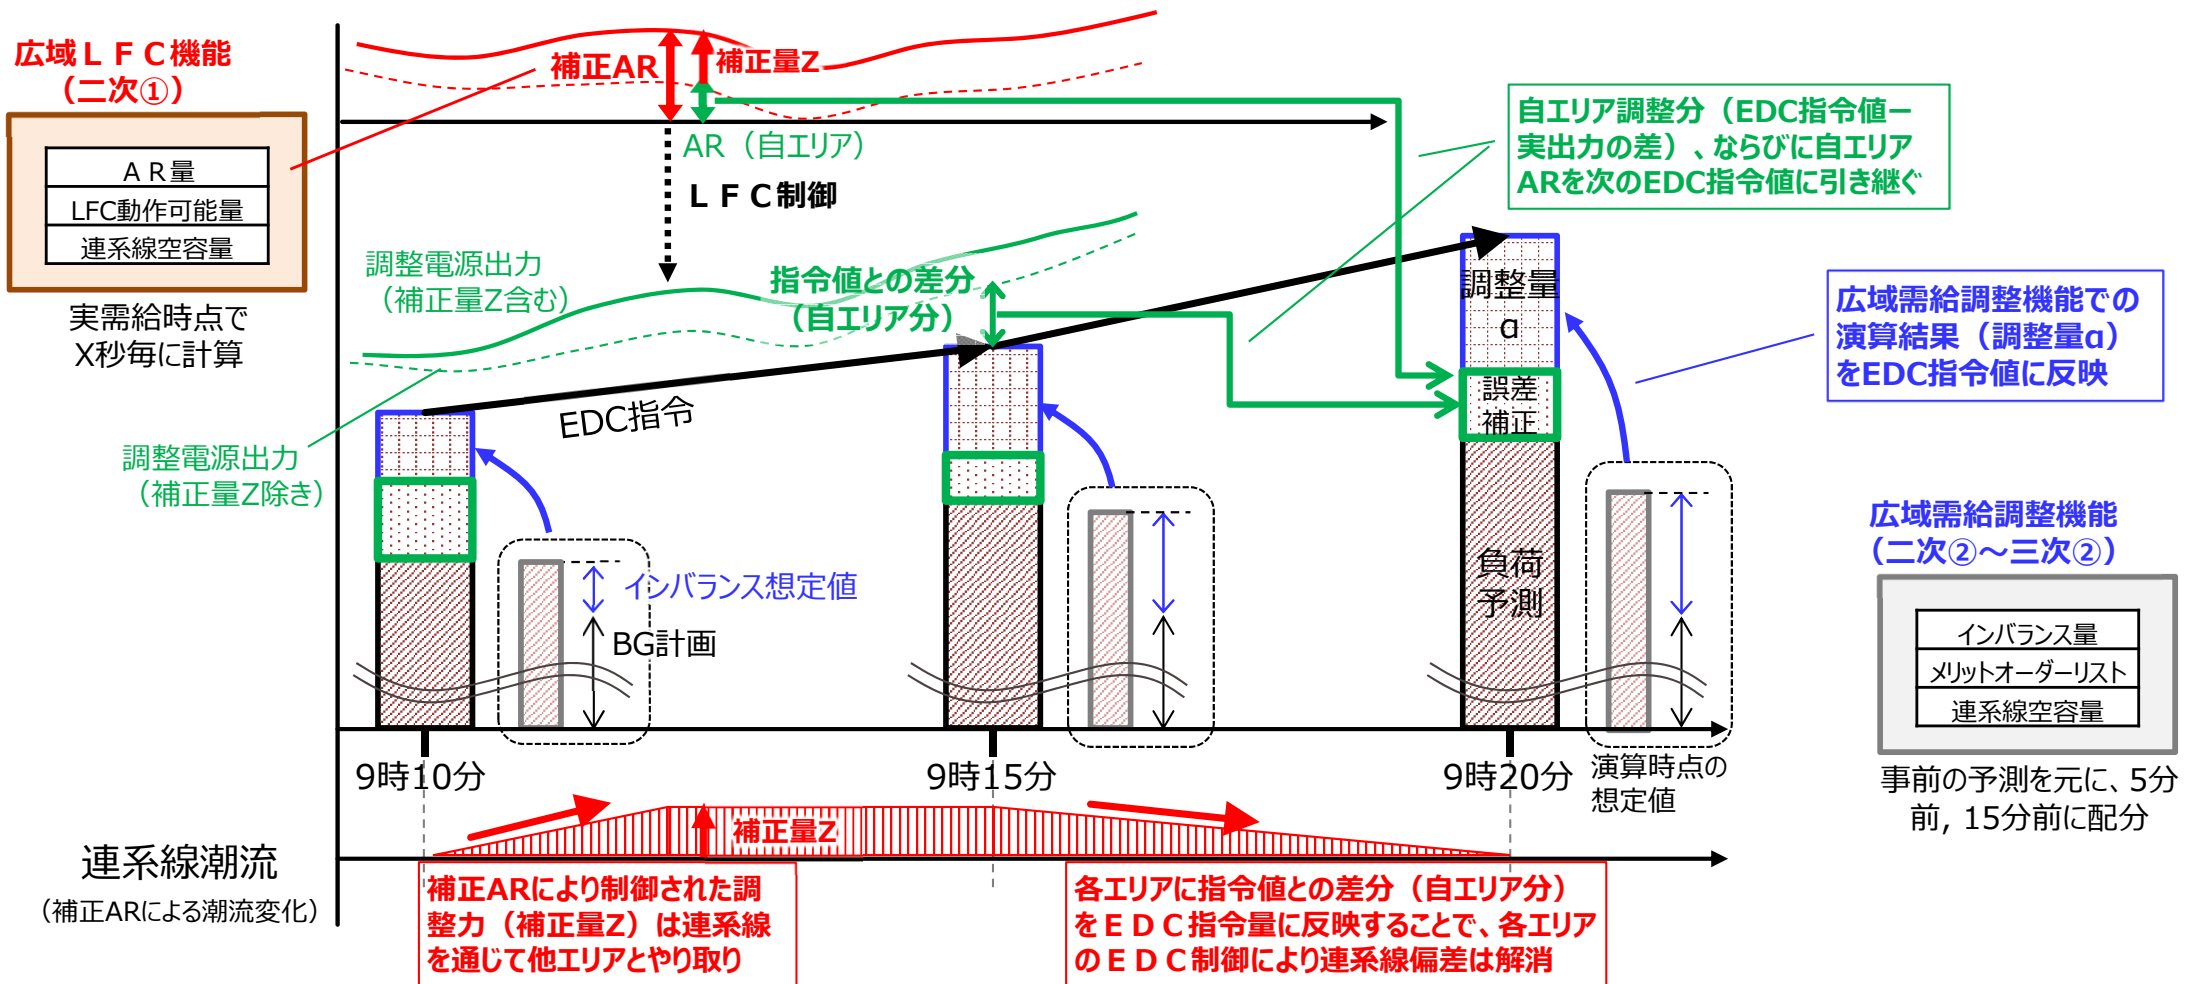 広域ＬＦＣ機能
（二次①）
ＡＲ量
LFC動作可能量
連系線空容量
実需給時点で
X秒毎に計算
補正AR
補正量Z
AR（自エリア）
ＬＦＣ制御
自エリア調整分（EDC指令値－
実出力の差）、ならびに自エリア
ARを次のEDC指令値に引き継ぐ
調整電源出力
（補正量Z含む）
指令値との差分
（自エリア分）
調整量
α
誤差
補正
負荷
予測
広域需給調整機能での
演算結果（調整量α）
をEDC指令値に反映
EDC指令
調整電源出力
（補正量Z除き）
インバランス想定値
BG計画
広域需給調整機能
（二次②～三次②）
インバランス量
メリットオーダーリスト
連系線空容量
事前の予測を元に、5分
前, 15分前に配分
9時10分
9時15分
9時20分
演算時点の
想定値
補正量Z
連系線潮流
（補正ARによる潮流変化）
補正ARにより制御された調
整力（補正量Z）は連系線
を通じて他エリアとやり取り
各エリアに指令値との差分（自エリア分）
をＥＤＣ指令量に反映することで、各エリア
のＥＤＣ制御により連系線偏差は解消